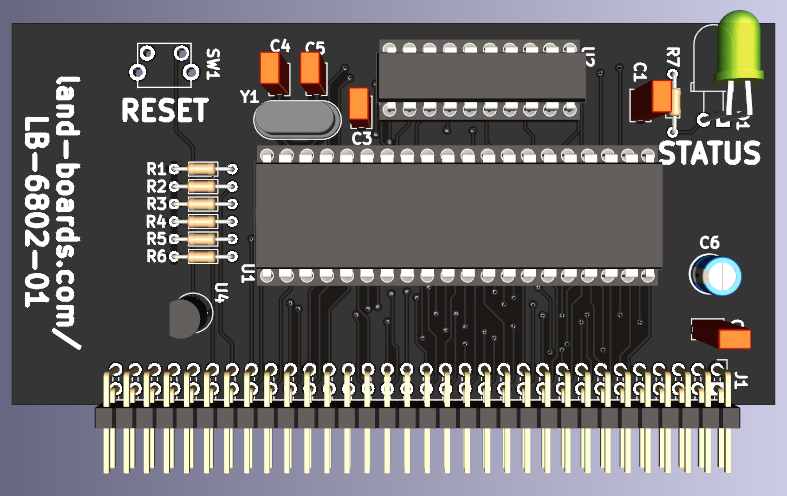 land-boards.com/
LB-6802-01
SW1
RESET
C4
C5
Y1
C3
U2
C1
R7
STATUS
R1
R2
R3
R4
R5
R6
U1
U4
C6
J1